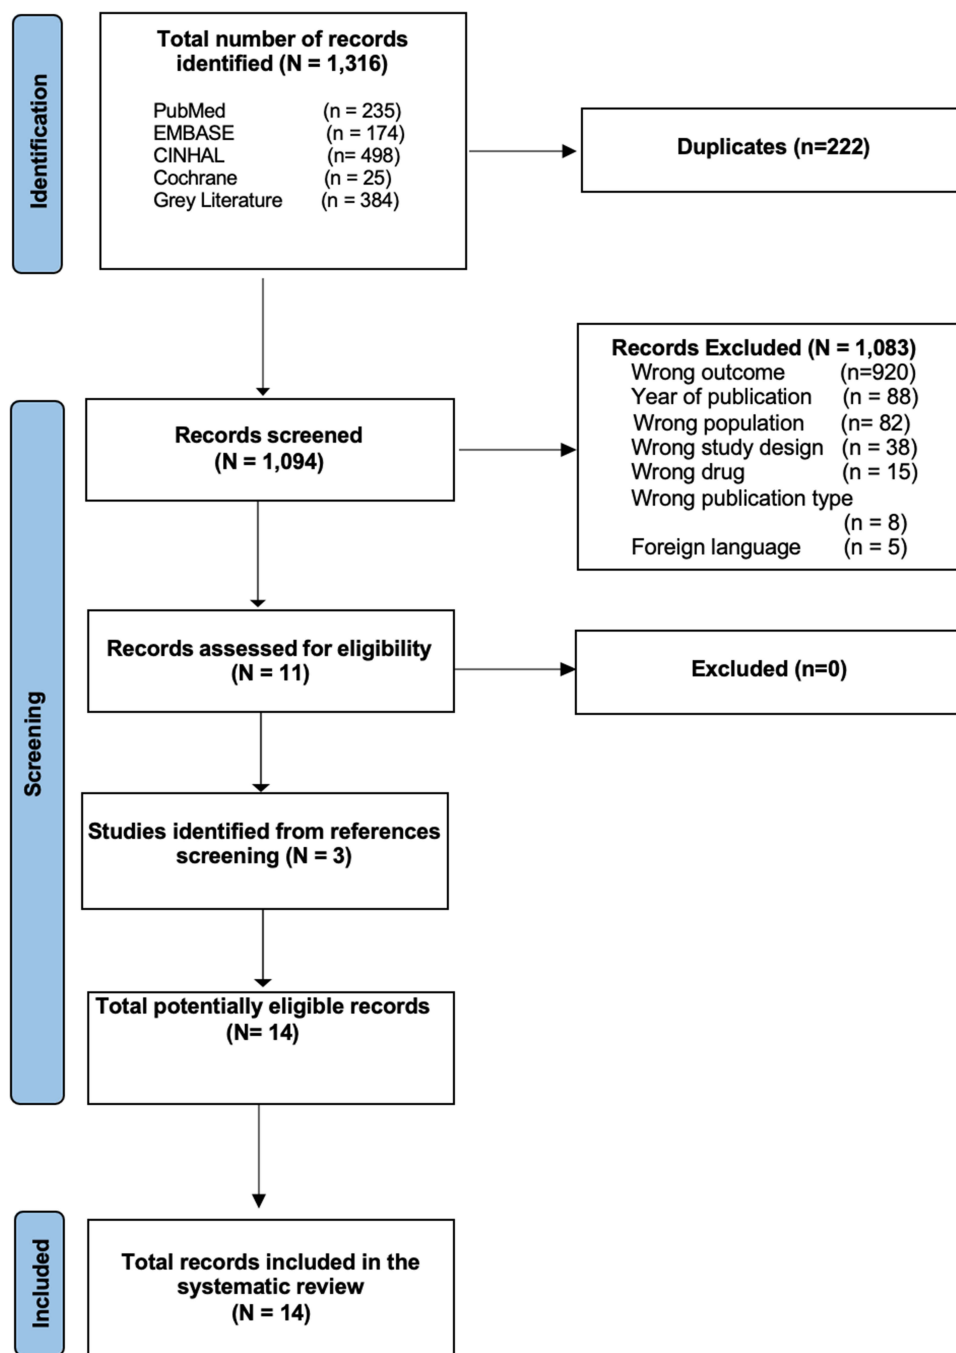 Identification
Total number of records
identified (N = 1,316)
PubMed (n = 235)
EMBASE (n = 174)
CINHAL (n= 498)
Cochrane (n = 25)
Grey Literature (n = 384)
Duplicates (n=222)
Screening
Records screened
(N = 1,094)
Records Excluded (N = 1,083)
Wrong outcome (n=920)
Year of publication (n = 88)
Wrong population (n= 82)
Wrong study design (n = 38)
Wrong drug (n = 15)
Wrong publication type
(n = 8)
Foreign language (n = 5)
Records assessed for eligibility
(N = 11)
Excluded (n=0)
Studies identified from references
screening (N = 3)
Total potentially eligible records
(N= 14)
Included
Total records included in the
systematic review
(N = 14)